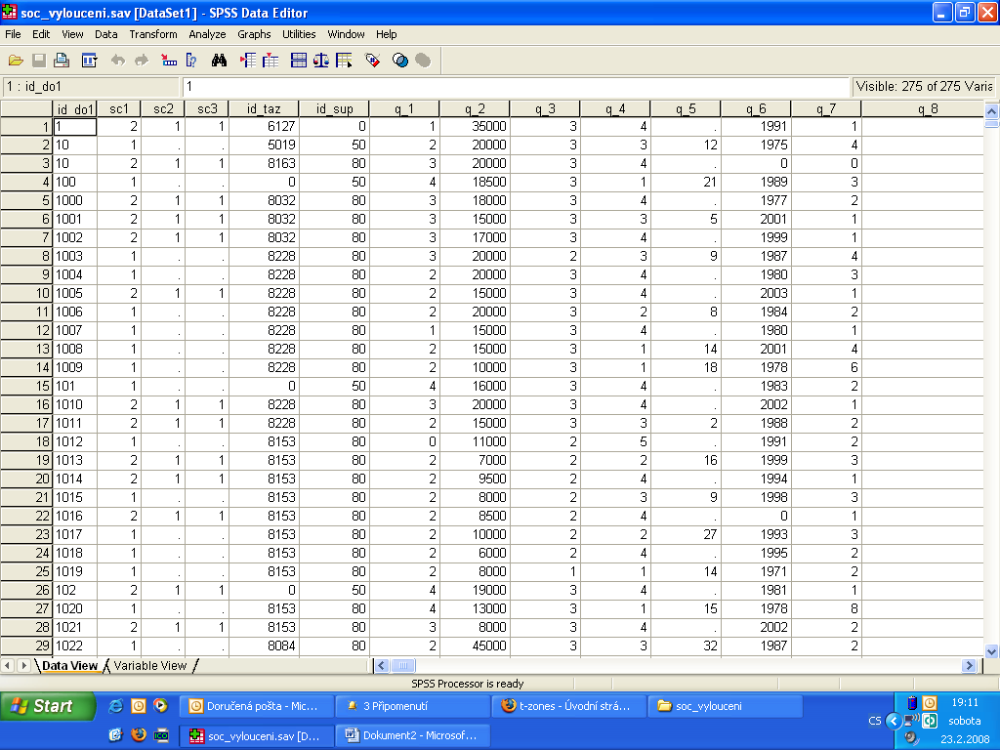 soc_vylouceni.sav [DataSet1] - SPSS Data Editor
File Edit View Data Transform Analyze Graphs Utilities Window Help
1 : id_do1 1 Visible: 275 of 275 Varia
id_do1 sc1 sc2 sc3 id_taz id_sup q_1 q_2 q_3 q_4 q_5 q_6 q_7 q_8
1 1 2 1 1 6127 0 1 35000 3 4 . 1991 1
2 10 1 . . 5019 50 2 20000 3 3 12 1975 4
3 10 2 1 1 8163 80 3 20000 3 4 . 0 0
4 100 1 . . 0 50 4 18500 3 1 21 1989 3
5 1000 2 1 1 8032 80 3 18000 3 4 . 1977 2
6 1001 2 1 1 8032 80 3 15000 3 3 5 2001 1
7 1002 2 1 1 8032 80 3 17000 3 4 . 1999 1
8 1003 1 . . 8228 80 3 20000 2 3 9 1987 4
9 1004 1 . . 8228 80 2 20000 3 4 . 1980 3
10 1005 2 1 1 8228 80 2 15000 3 4 . 2003 1
11 1006 1 . . 8228 80 2 20000 3 2 8 1984 2
12 1007 1 . . 8228 80 1 15000 3 4 . 1980 1
13 1008 1 . . 8228 80 2 15000 3 1 14 2001 4
14 1009 1 . . 8228 80 2 10000 3 1 18 1978 6
15 101 1 . . 0 50 4 16000 3 4 . 1983 2
16 1010 2 1 1 8228 80 3 20000 3 4 . 2002 1
17 1011 2 1 1 8228 80 2 15000 3 3 2 1988 2
18 1012 1 . . 8153 80 0 11000 2 5 . 1991 2
19 1013 2 1 1 8153 80 2 7000 2 2 16 1999 3
20 1014 2 1 1 8153 80 2 9500 2 4 . 1994 1
21 1015 1 . . 8153 80 2 8000 2 3 9 1998 3
22 1016 2 1 1 8153 80 2 8500 2 4 . 0 1
23 1017 1 . . 8153 80 2 10000 2 2 27 1993 3
24 1018 1 . . 8153 80 2 6000 2 4 . 1995 2
25 1019 1 . . 8153 80 2 8000 1 1 14 1971 2
26 102 2 1 1 0 50 4 19000 3 4 . 1981 1
27 1020 1 . . 8153 80 4 13000 3 1 15 1978 8
28 1021 2 1 1 8153 80 3 8000 3 4 . 2002 2
29 1022 1 . . 8084 80 2 45000 3 3 32 1987 2
Data View Variable View
SPSS Processor is ready
Start Doručená pošta - Mic... 3 Připomenutí t-zones - Úvodní strá... soc_vylouceni 19:11
CS sobota
soc_vylouceni.sav [D... Dokument2 - Microsof... 23.2.2008